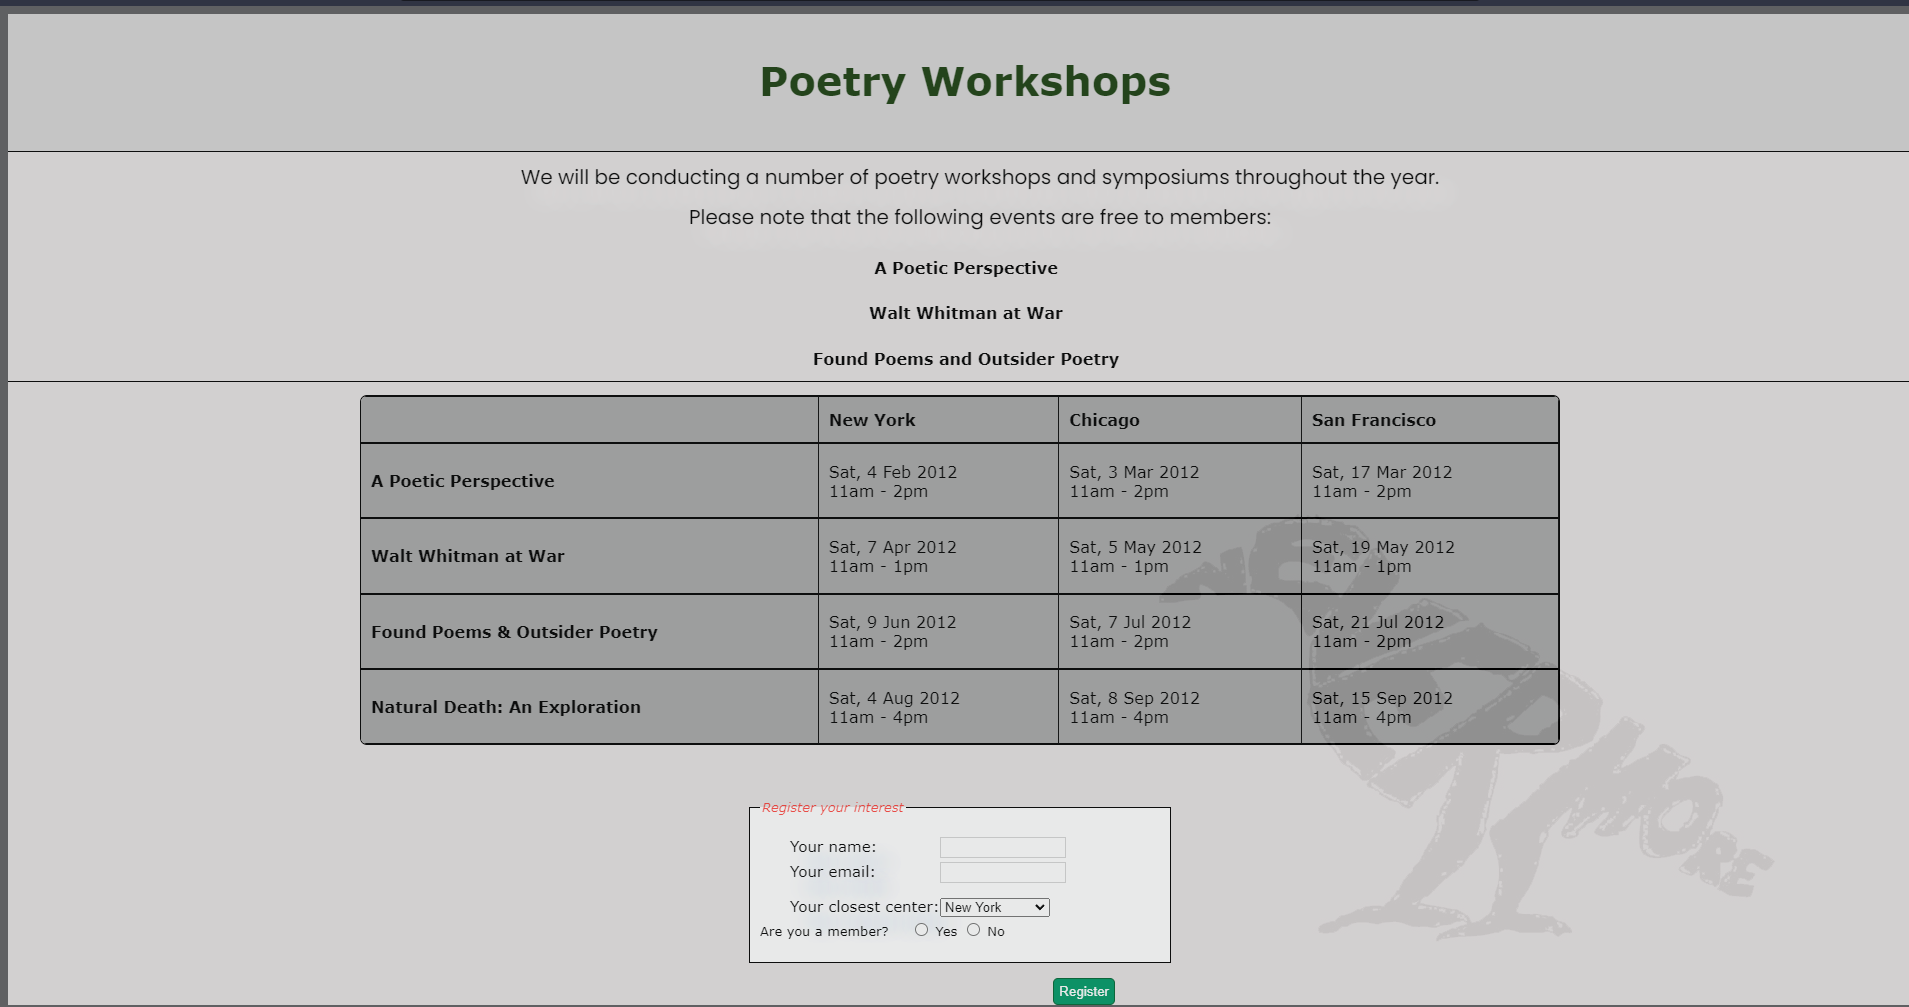 Poetry Workshops
We will be conducting a number of poetry workshops and symposiums throughout the year.
Please note that the following events are free to members:
A Poetic Perspective
Walt Whitman at War
Found Poems and Outsider Poetry
New York Chicago San Francisco
A Poetic Perspective
Sat, 4 Feb 2012
11am - 2pm
Sat, 3 Mar 2012
11am - 2pm
Sat, 17 Mar 2012
11am - 2pm
Walt Whitman at War
Sat, 7 Apr 2012
11am - 1pm
Sat, 5 May 2012
11am - 1pm
Sat, 19 May 2012
11am - 1pm
Found Poems & Outsider Poetry
Sat, 9 Jun 2012
11am - 2pm
Sat, 7 Jul 2012
11am - 2pm
Sat, 21 Jul 2012
11am - 2pm
Natural Death: An Exploration
Sat, 4 Aug 2012
11am - 4pm
Sat, 8 Sep 2012
11am - 4pm
Sat, 15 Sep 2012
11am - 4pm
Register your interest
Your name:
Your email:
Your closest center: New York
Are you a member? Yes No
Register